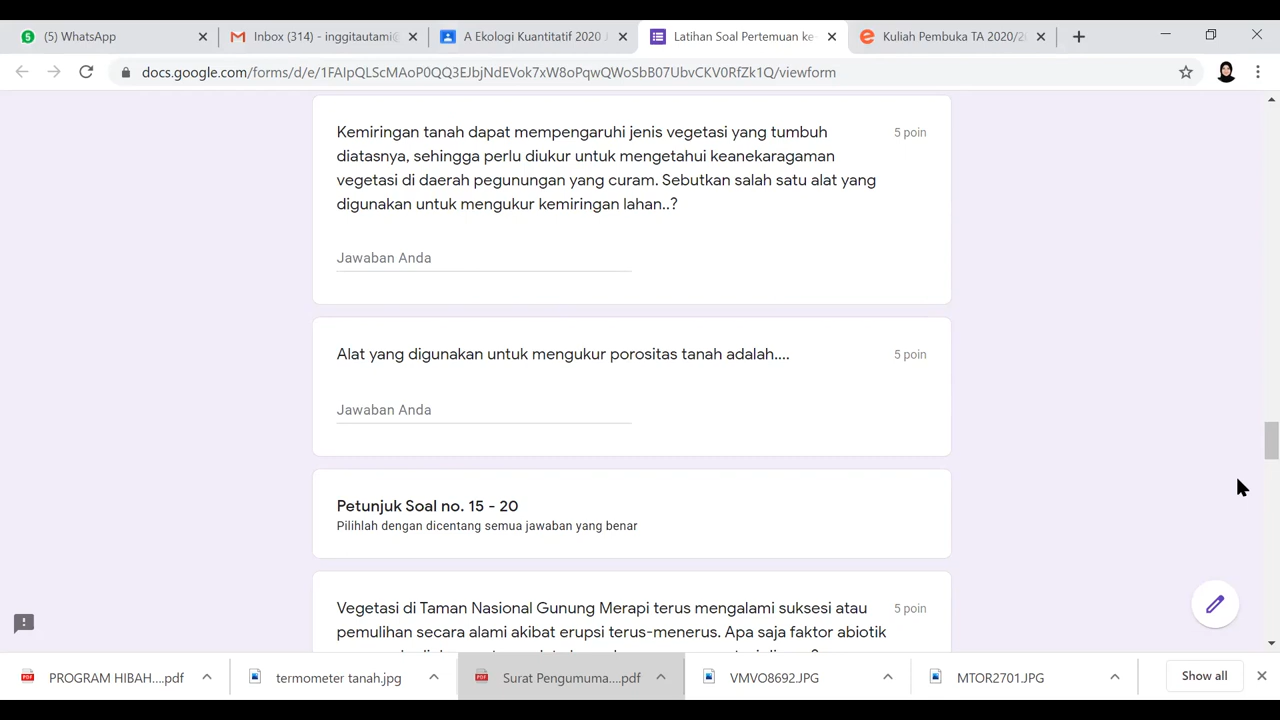 (5) WhatsApp
Inbox (314) - inggitautami@
A Ekologi Kuantitatif 2020 J
Latihan Soal Pertemuan ke-
Kuliah Pembuka TA 2020/20
docs.google.com/forms/d/e/1FAIpQLScMAoP0QQ3EJbjNdEVok7xW8oPqwQWoSbB07UbvCKV0RfZk1Q/viewform
Kemiringan tanah dapat mempengaruhi jenis vegetasi yang tumbuh
5 poin
diatasnya, sehingga perlu diukur untuk mengetahui keanekaragaman
vegetasi di daerah pegunungan yang curam. Sebutkan salah satu alat yang
digunakan untuk mengukur kemiringan lahan..?
Jawaban Anda
Alat yang digunakan untuk mengukur porositas tanah adalah....
5 poin
Jawaban Anda
Petunjuk Soal no. 15 - 20
Pilihlah dengan dicentang semua jawaban yang benar
Vegetasi di Taman Nasional Gunung Merapi terus mengalami suksesi atau
5 poin
pemulihan secara alami akibat erupsi terus-menerus. Apa saja faktor abiotik
PROGRAM HIBAH....pdf
termometer tanah.jpg
Surat Pengumuma....pdf
VMVO8692.JPG
MTOR2701.JPG
Show all